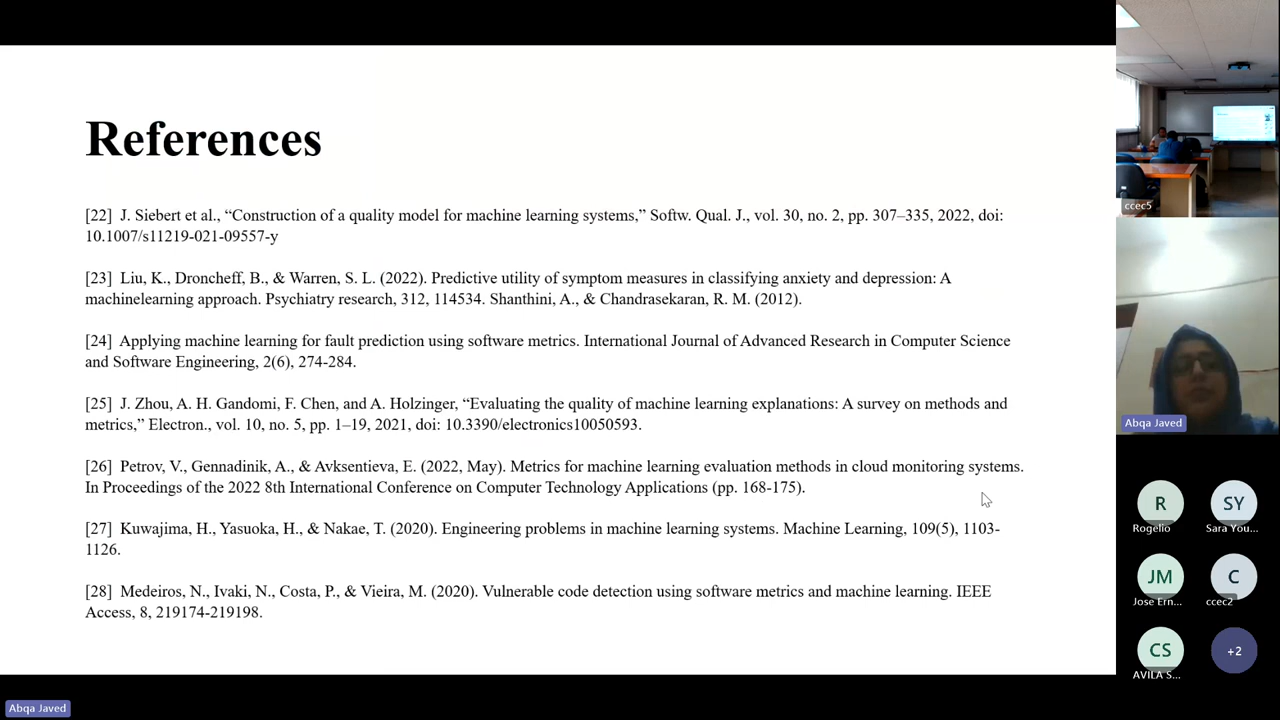 References
[22] J. Siebert et al., “Construction of a quality model for machine learning systems,” Softw. Qual. J., vol. 30, no. 2, pp. 307–335, 2022, doi:
10.1007/s11219-021-09557-y
[23] Liu, K., Droncheff, B., & Warren, S. L. (2022). Predictive utility of symptom measures in classifying anxiety and depression: A
machinelearning approach. Psychiatry research, 312, 114534. Shanthini, A., & Chandrasekaran, R. M. (2012).
[24] Applying machine learning for fault prediction using software metrics. International Journal of Advanced Research in Computer Science
and Software Engineering, 2(6), 274-284.
[25] J. Zhou, A. H. Gandomi, F. Chen, and A. Holzinger, “Evaluating the quality of machine learning explanations: A survey on methods and
metrics,” Electron., vol. 10, no. 5, pp. 1–19, 2021, doi: 10.3390/electronics10050593.
[26] Petrov, V., Gennadinik, A., & Avksentieva, E. (2022, May). Metrics for machine learning evaluation methods in cloud monitoring systems.
In Proceedings of the 2022 8th International Conference on Computer Technology Applications (pp. 168-175).
[27] Kuwajima, H., Yasuoka, H., & Nakae, T. (2020). Engineering problems in machine learning systems. Machine Learning, 109(5), 1103-
1126.
[28] Medeiros, N., Ivaki, N., Costa, P., & Vieira, M. (2020). Vulnerable code detection using software metrics and machine learning. IEEE
Access, 8, 219174-219198.
ccec5
Abqa Javed
R
Rogelio
SY
Sara You...
JM
Jose Ern...
C
ccec2
CS
AVILA S...
+2
Abqa Javed